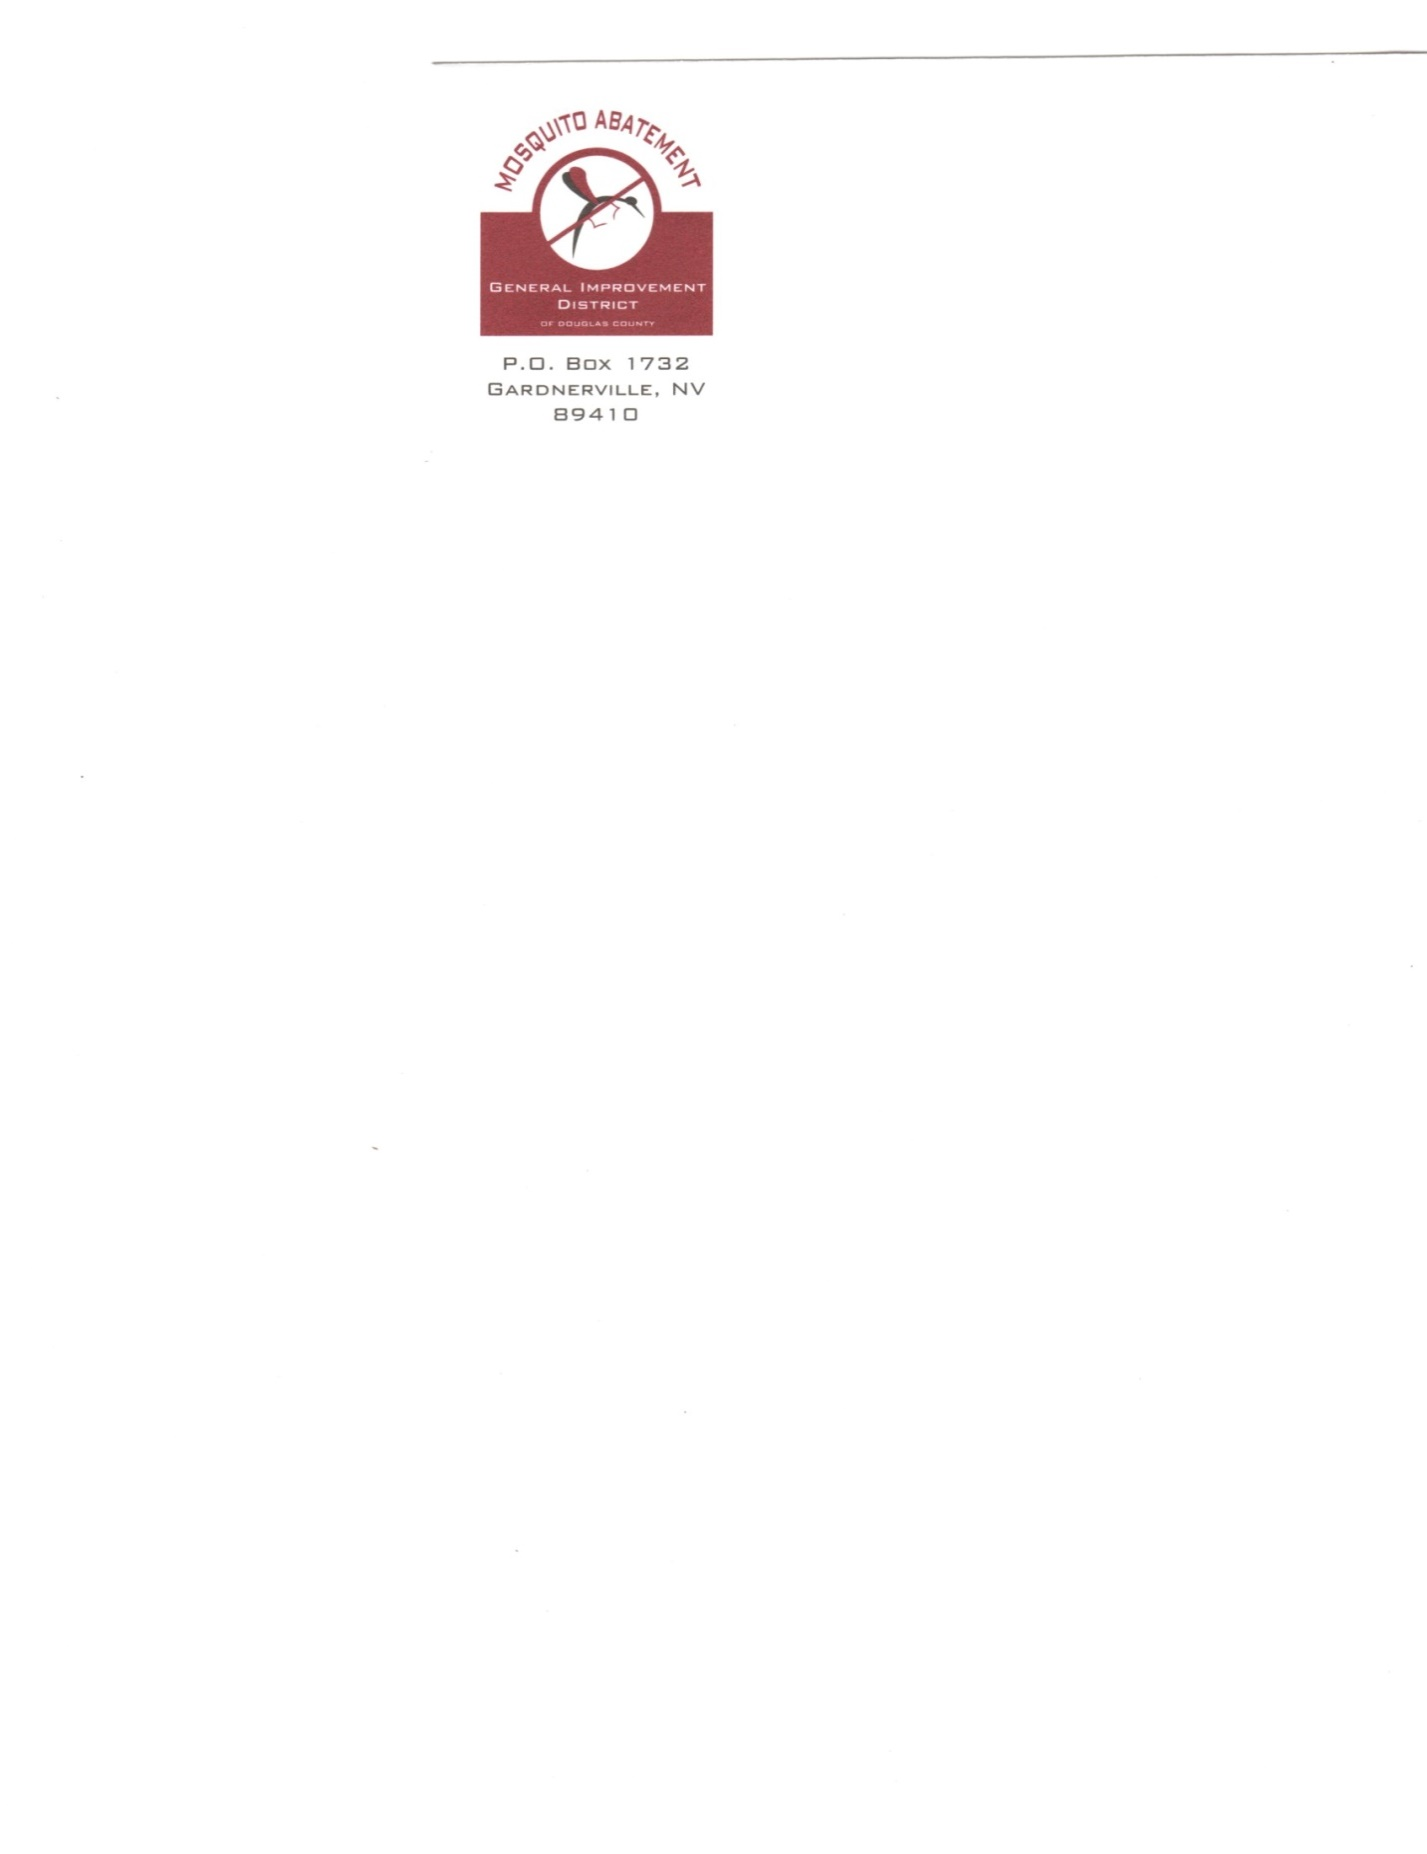 MOSQUITO ABATEMENT
GENERAL IMPROVEMENT
DISTRICT
OF DOUGLAS COUNTY
P.O. BOX 1732
GARDNERVILLE, NV
89410